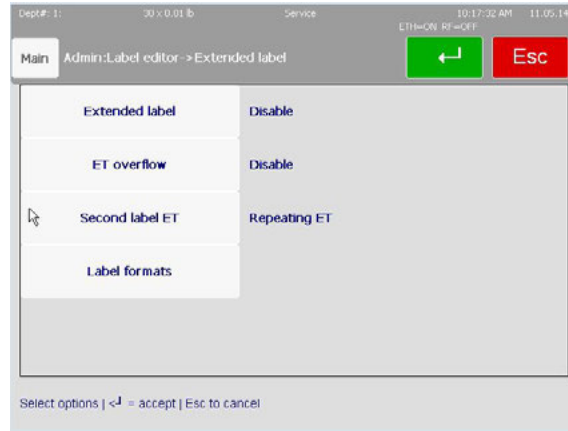 Dept#: 1: 30 x 0.01 lb Service 10:17:32 AM 11.05.14
ETH=ON RF=OFF
Main Admin:Label editor->Extended label Esc
Extended label Disable
ET overflow Disable
Second label ET Repeating ET
Label formats
Select options | <┘ = accept | Esc to cancel